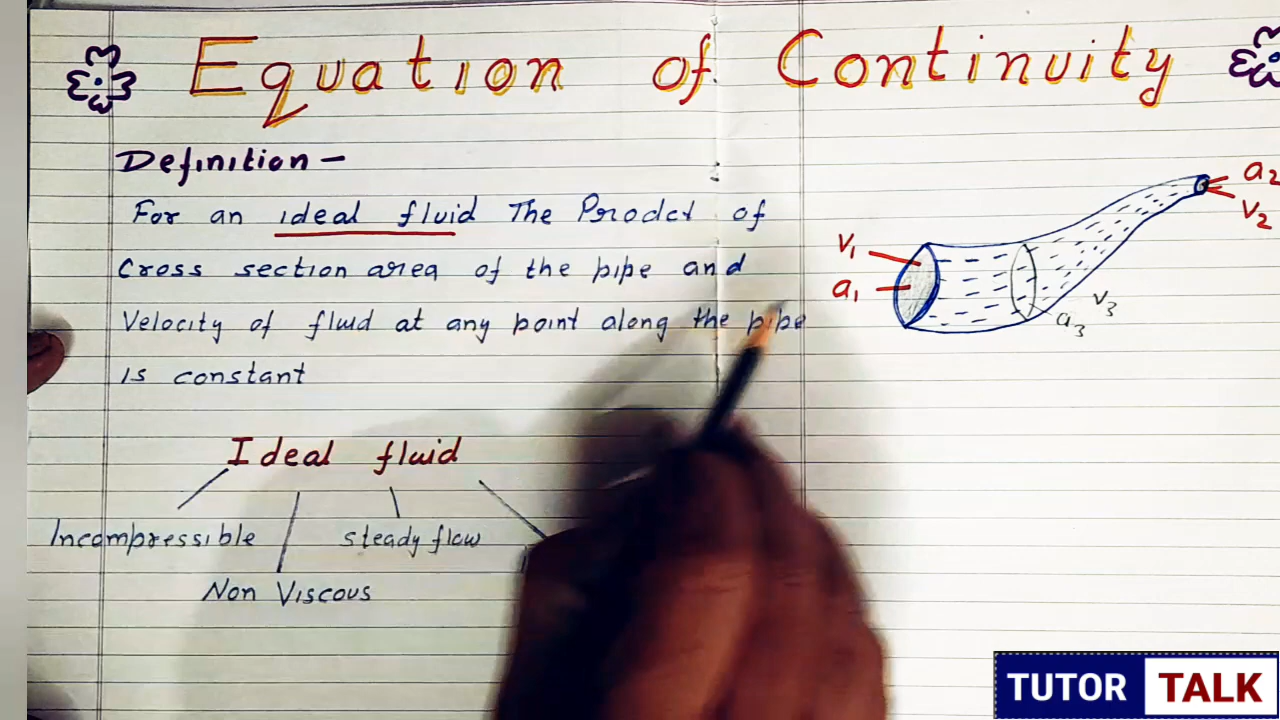 Equation of Continuity
Definition -
For an ideal fluid The Prodct of
Cross section area of the pipe and
Velocity of fluid at any point along the pipe
is constant
Ideal fluid
Incompressible
steady flow
Non Viscous
a2
v2
v1
a1
v3
a3
TUTOR TALK